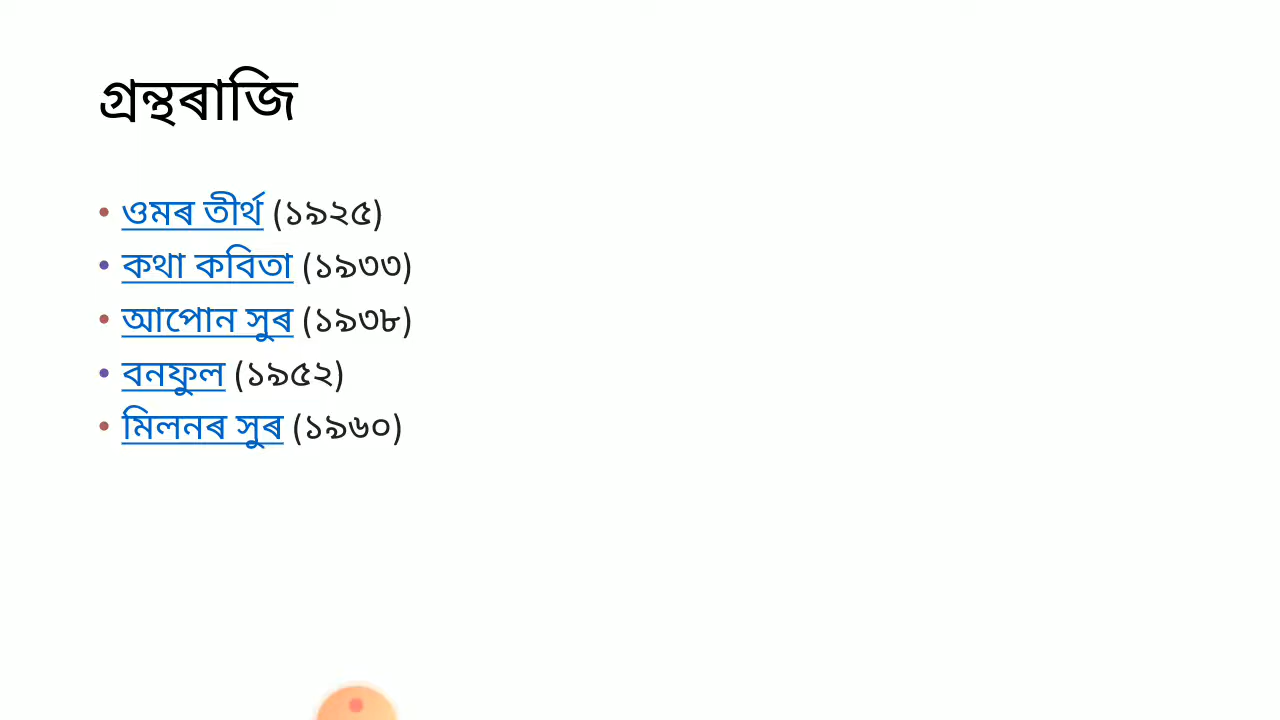 গ্ৰন্থৰাজি
• ওমৰ তীৰ্থ (১৯২৫)
• কথা কবিতা (১৯৩৩)
• আপোন সুৰ (১৯৩৮)
• বনফুল (১৯৫২)
• মিলনৰ সুৰ (১৯৬০)